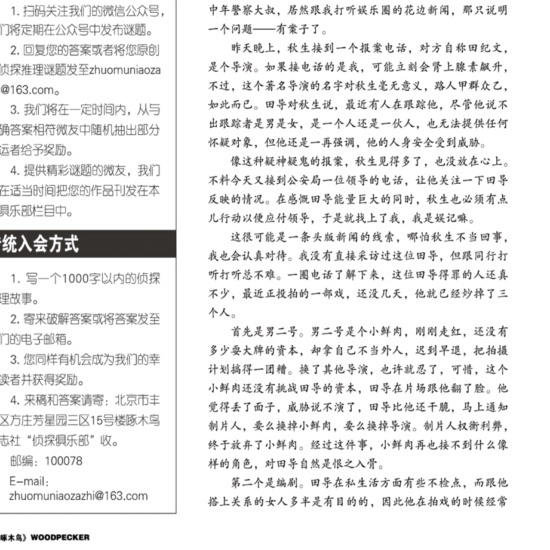 1. 扫码关注我们的微信公众号,
们将定期在公众号中发布谜题。
2. 回复您的答案或者将您原创
侦探推理谜题发至zhuomuniaoza
@163.com。
3. 我们将在一定时间内，从与
确答案相符微友中随机抽出部分
运者给予奖励。
4. 提供精彩谜题的微友，我们
在适当时间把您的作品刊发在本
俱乐部栏目中。
统入会方式
1. 写一个1000字以内的侦探
理故事。
2. 寄来破解答案或将答案发至
们的电子邮箱。
3. 您同样有机会成为我们的幸
读者并获得奖励。
4. 来稿和答案请寄：北京市丰
区方庄芳星园三区15号楼啄木鸟
志社“侦探俱乐部”收。
邮编：100078
E-mail:
zhuomuniaozazhi@163.com
啄木鸟》WOODPECKER
中年警察大叔，居然跟我打听娱乐圈的花边新闻，那只说明
一个问题——有案子了。
昨天晚上，秋生接到一个报案电话，对方自称田纪文，
是个导演。如果接电话的是我，可能立刻会肾上腺素飙升，
不过，这个著名导演的名字对秋生毫无意义，路人甲群众乙，
如此而已。田导对秋生说，最近有人在跟踪他，尽管他说不
出跟踪者是男是女，是一个人还是一伙人，也无法提供任何
怀疑对象，但他还是一再强调，他的人身安全受到威胁。
像这种疑神疑鬼的报案，秋生见得多了，也没放在心上。
不料今天又接到公安局一位领导的电话，让他关注一下田导
反映的情况。在感慨田导能量巨大的同时，秋生也必须有点
儿行动以便应付领导，于是就找上了我，我是娱记嘛。
这很可能是一条头版新闻的线索，哪怕秋生不当回事，
我也会认真对待。我没有直接采访过这位田导，但跟同行打
听打听总不难。一圈电话了解下来，这位田导得罪的人还真
不少，最近正投拍的一部戏，还没几天，他就已经炒掉了三
个人。
首先是男二号。男二号是个小鲜肉，刚刚走红，还没有
多少耍大牌的资本，却拿自己不当外人，迟到早退，把拍摄
计划搞得一团糟。换了其他导演，也许就忍了，可惜，这个
小鲜肉还没有挑战田导的资本，田导在片场跟他翻了脸。他
觉得丢了面子，威胁说不演了，田导比他还干脆，马上通知
制片人，要么换掉小鲜肉，要么换掉导演。制片人权衡利弊，
终于放弃了小鲜肉。经过这件事，小鲜肉再也接不到什么像
样的角色，对田导自然是恨之入骨。
第二个是编剧。田导在私生活方面有些不检点，而跟他
搭上关系的女人多半是有目的的，因此他在拍戏的时候经常